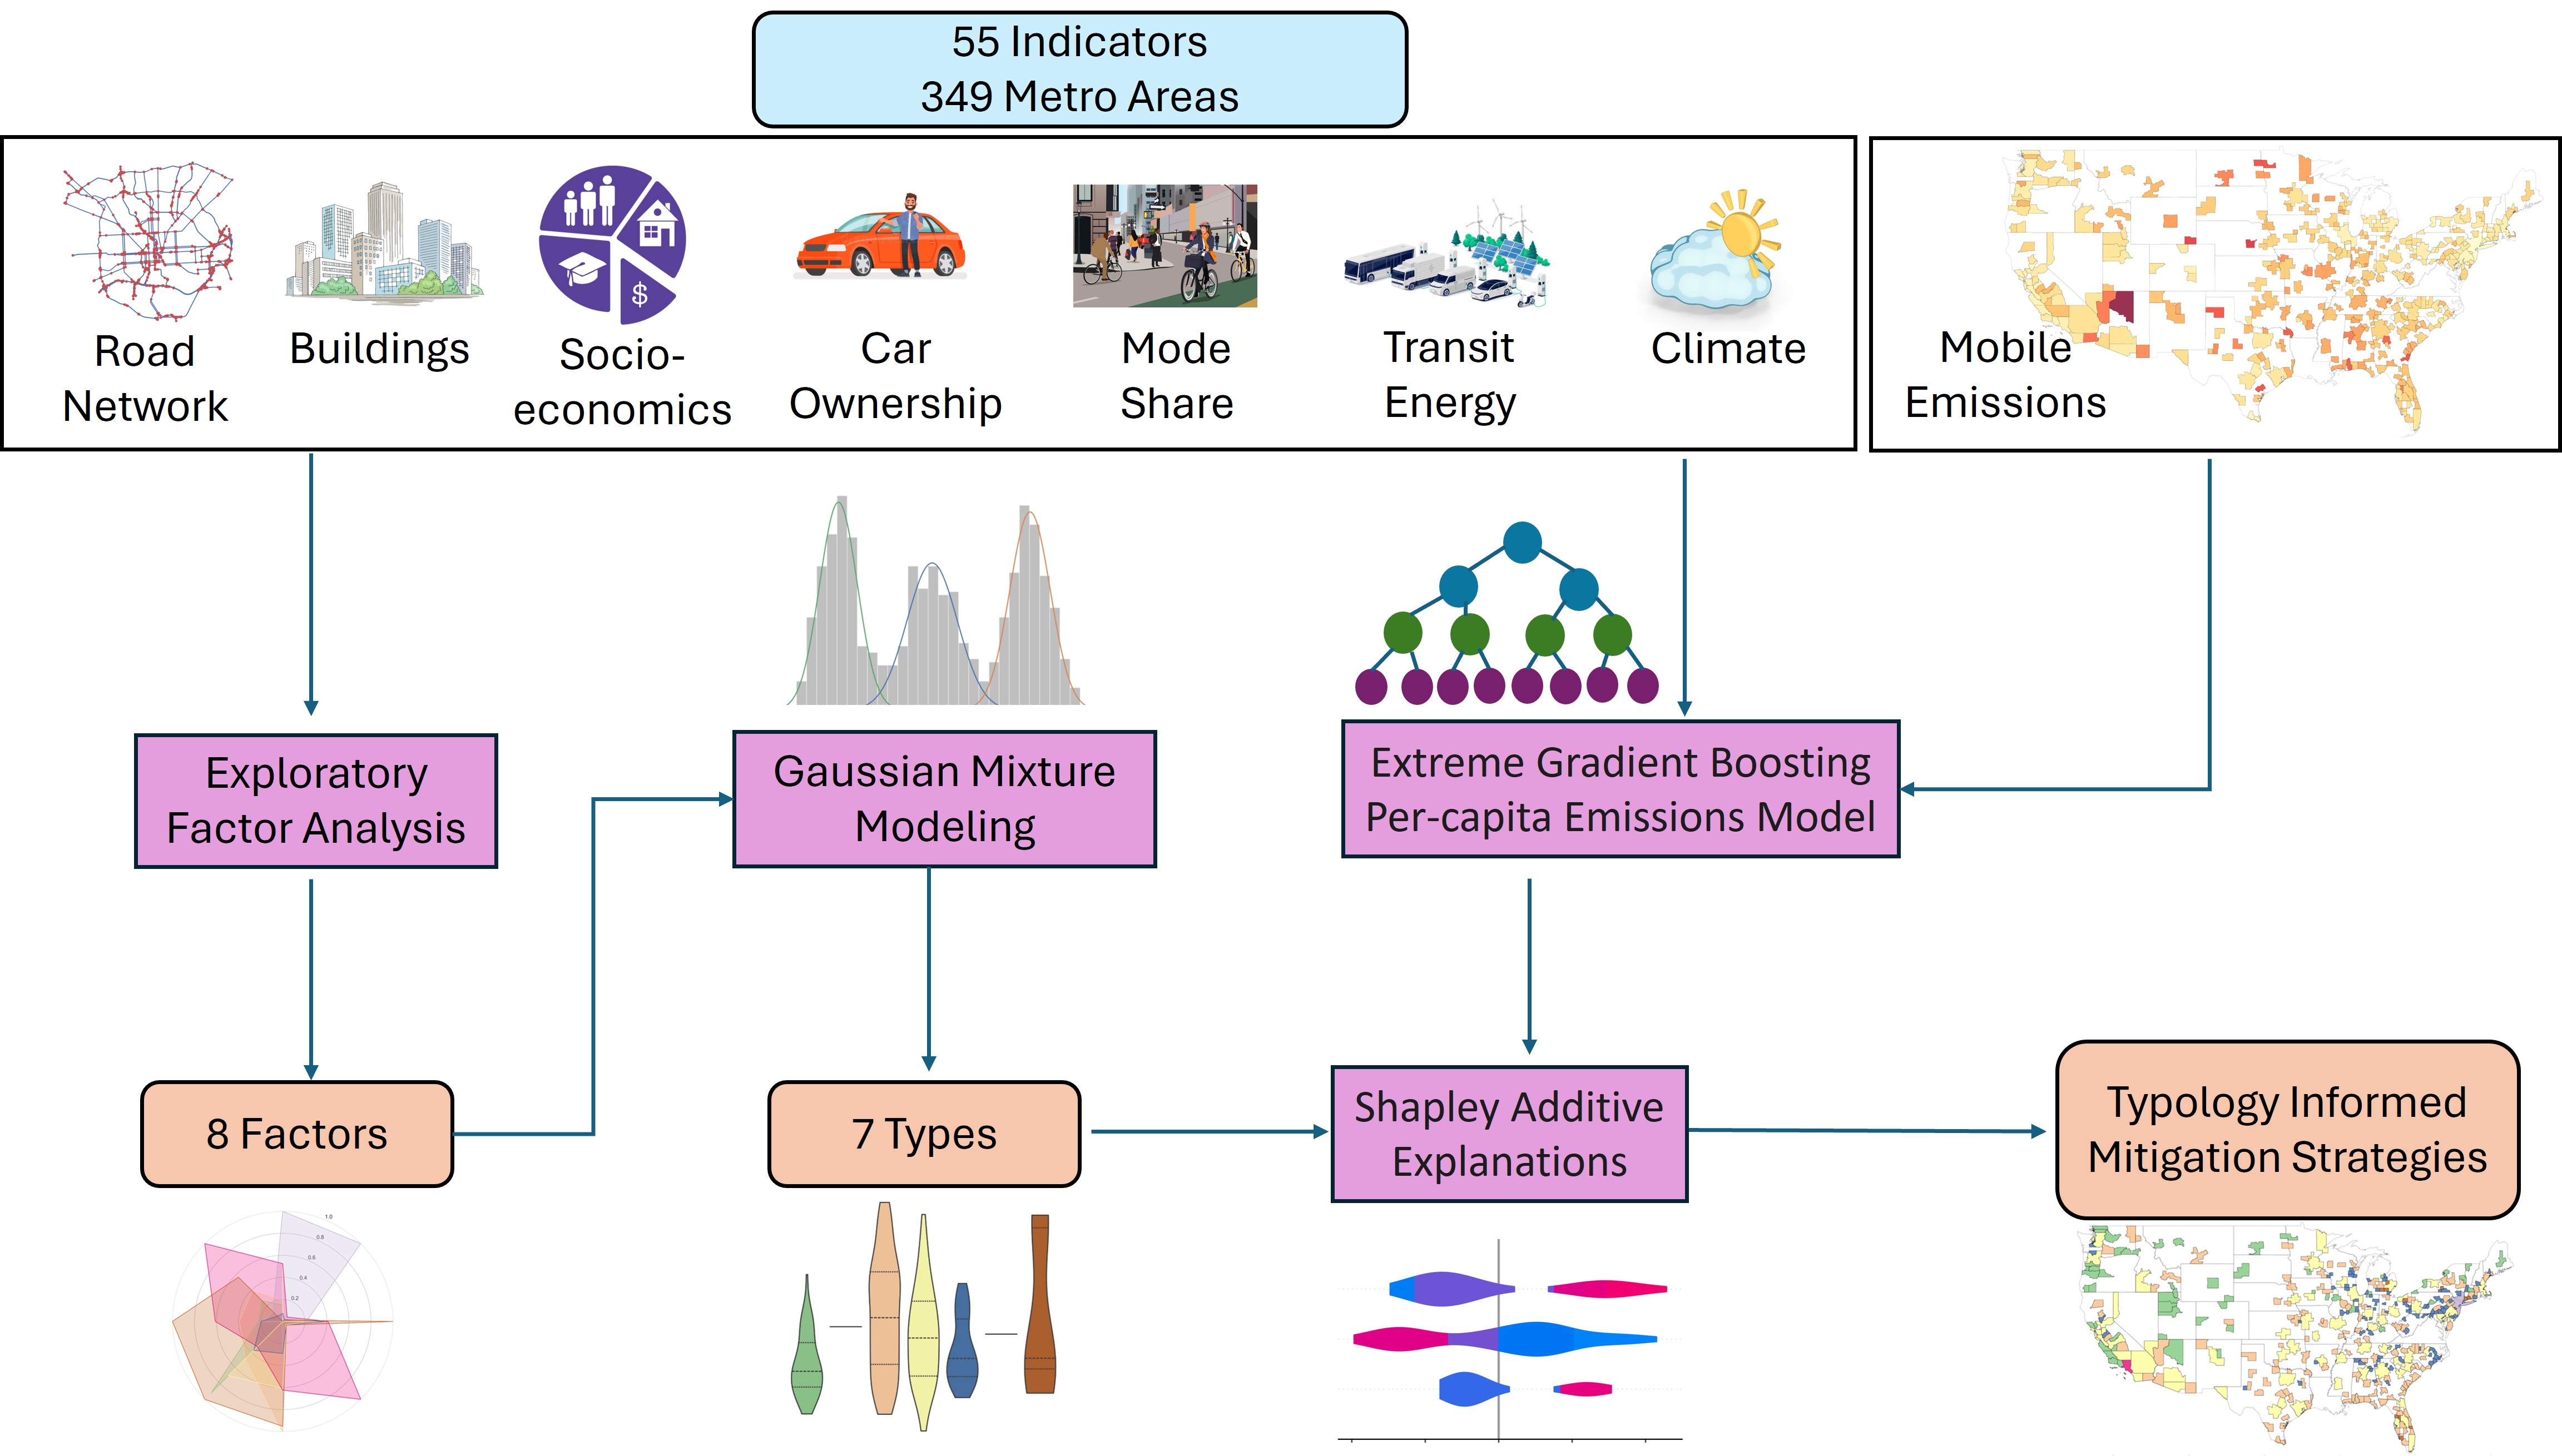 55 Indicators
349 Metro Areas
Road
Network
Buildings
Socio-
economics
$
Car
Ownership
Mode
Share
Transit
Energy
Climate
Mobile
Emissions
Exploratory
Factor Analysis
Gaussian Mixture
Modeling
Extreme Gradient Boosting
Per-capita Emissions Model
8 Factors
7 Types
Shapley Additive
Explanations
Typology Informed
Mitigation Strategies
1.0
0.8
0.6
0.4
0.2